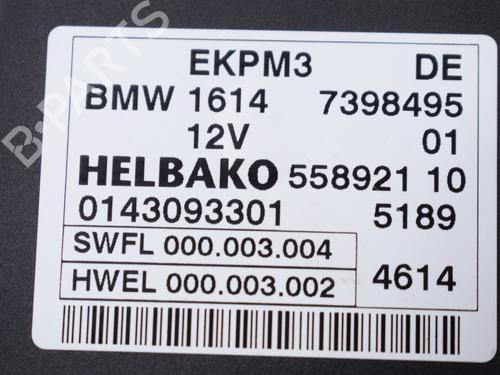 EKPM3 DE
BMW 1614 7398495
12V 01
HELBAKO 558921 10
0143093301 5189
SWFL 000.003.004
HWEL 000.003.002 4614
B-PARTS